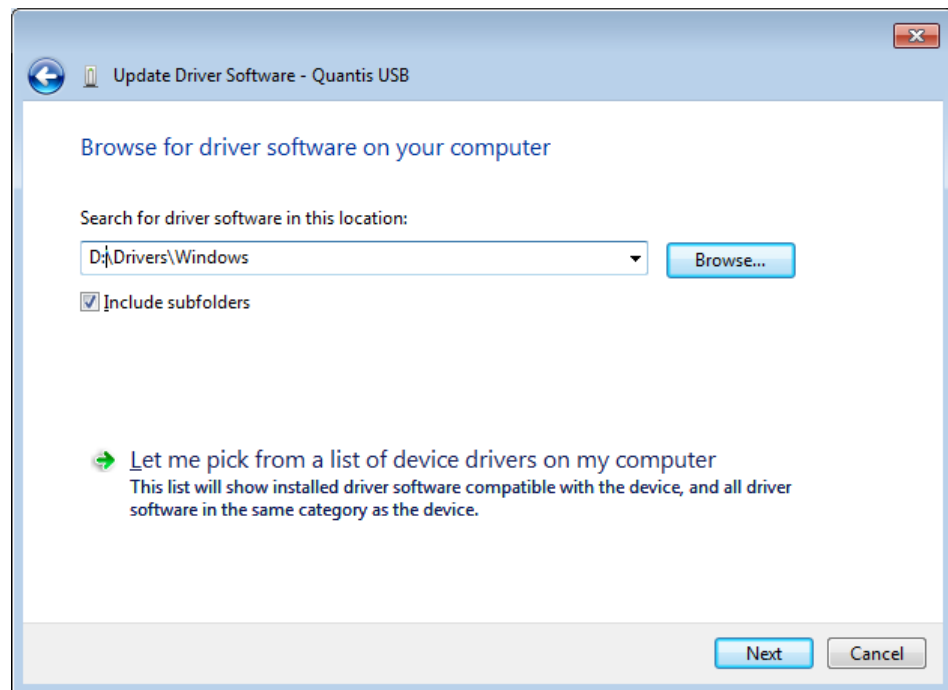 Update Driver Software - Quantis USB
Browse for driver software on your computer
Search for driver software in this location:
D:\Drivers\Windows
Browse...
Include subfolders
Let me pick from a list of device drivers on my computer
This list will show installed driver software compatible with the device, and all driver
software in the same category as the device.
Next
Cancel